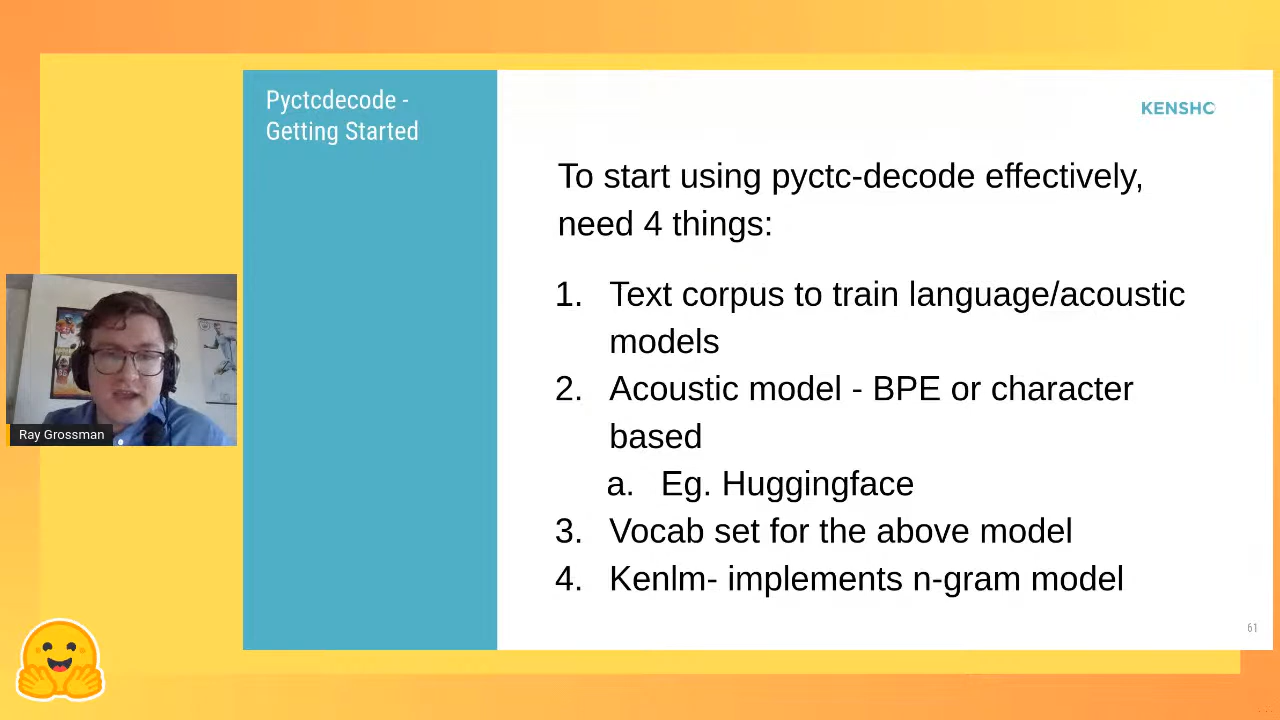 Pyctcdecode -
Getting Started
KENSHO
To start using pyctc-decode effectively,
need 4 things:
1. Text corpus to train language/acoustic
models
2. Acoustic model - BPE or character
based
a. Eg. Huggingface
3. Vocab set for the above model
4. Kenlm- implements n-gram model
61
Ray Grossman